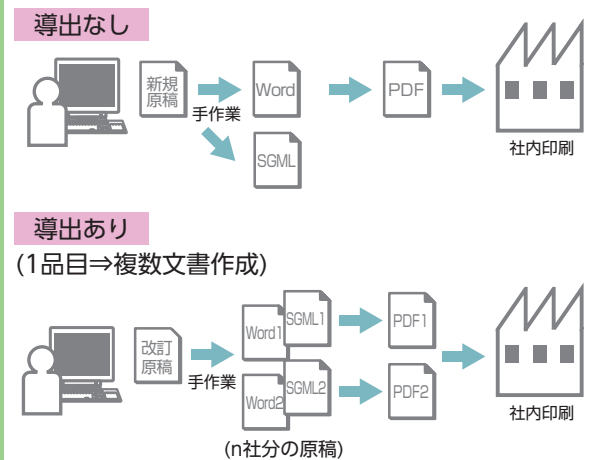 導出なし
新規
原稿
手作業
Word
SGML
PDF
社内印刷
導出あり
(1品目⇒複数文書作成)
改訂
原稿
手作業
Word1
SGML1
PDF1
Word2
SGML2
PDF2
社内印刷
(n社分の原稿)